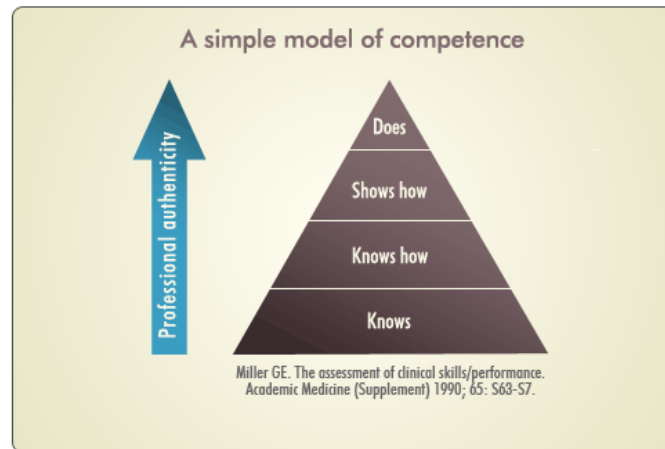 A simple model of competence
Professional authenticity
Does
Shows how
Knows how
Knows
Miller GE. The assessment of clinical skills/performance.
Academic Medicine (Supplement) 1990; 65: S63-S7.